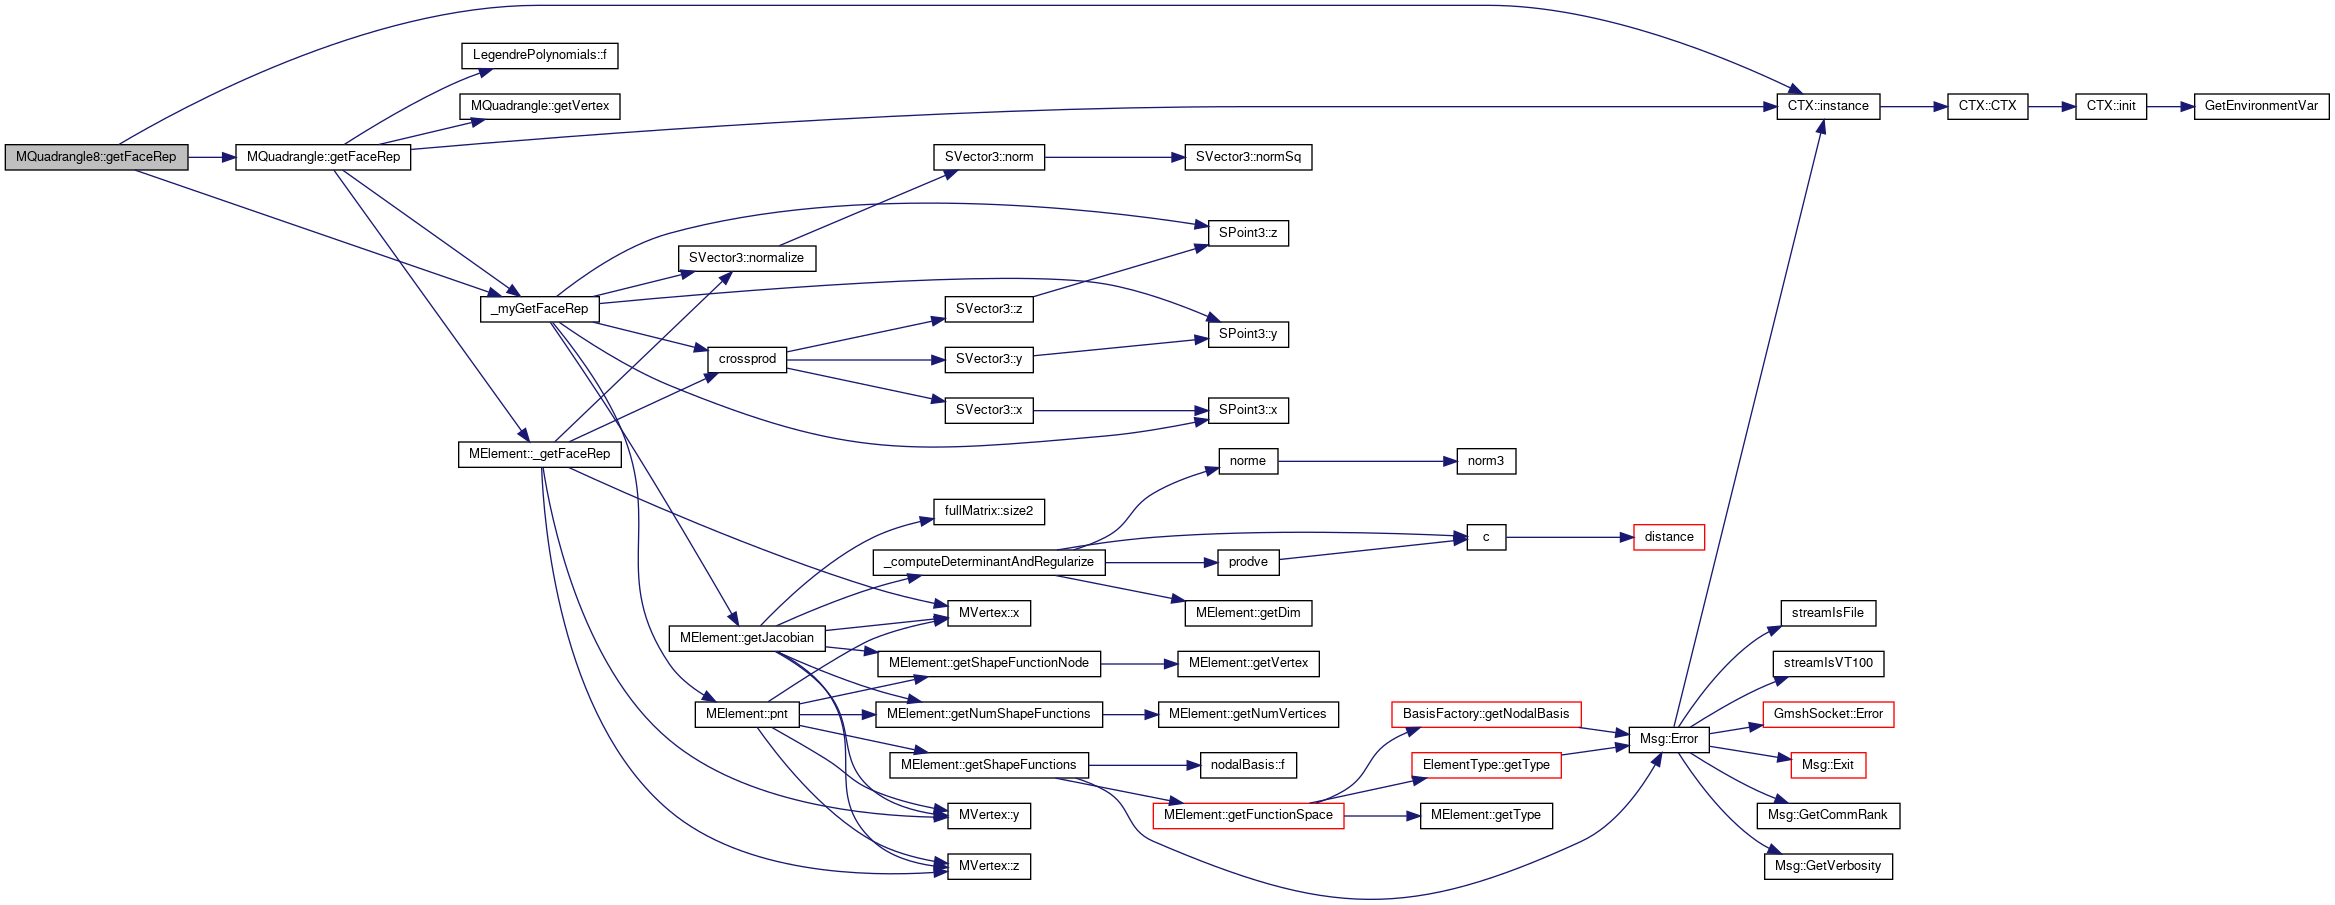 MQuadrangle8::getFaceRep
MQuadrangle::getFaceRep
LegendrePolynomials::f
MQuadrangle::getVertex
CTX::instance
CTX::CTX
CTX::init
GetEnvironmentVar
_myGetFaceRep
MElement::_getFaceRep
SVector3::normalize
SVector3::norm
SVector3::normSq
crossprod
SVector3::z
SVector3::y
SVector3::x
SPoint3::z
SPoint3::y
SPoint3::x
MElement::getJacobian
MElement::pnt
fullMatrix::size2
_computeDeterminantAndRegularize
norme
norm3
prodve
c
distance
MElement::getDim
MVertex::x
MElement::getShapeFunctionNode
MElement::getVertex
MElement::getNumShapeFunctions
MElement::getNumVertices
MElement::getShapeFunctions
nodalBasis::f
MElement::getFunctionSpace
MVertex::y
MVertex::z
BasisFactory::getNodalBasis
ElementType::getType
MElement::getType
Msg::Error
streamIsFile
streamIsVT100
GmshSocket::Error
Msg::Exit
Msg::GetCommRank
Msg::GetVerbosity